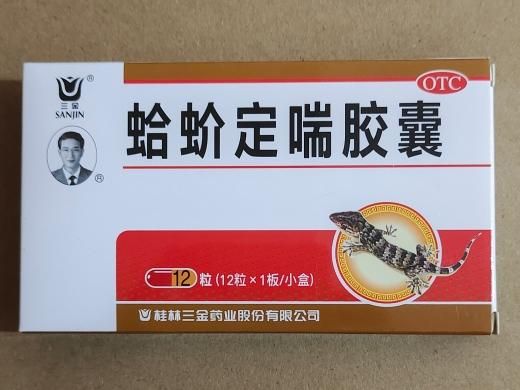 OTC
三金
SANJIN
®
®
蛤蚧定喘胶囊
12粒(12粒×1板/小盒)
桂林三金药业股份有限公司